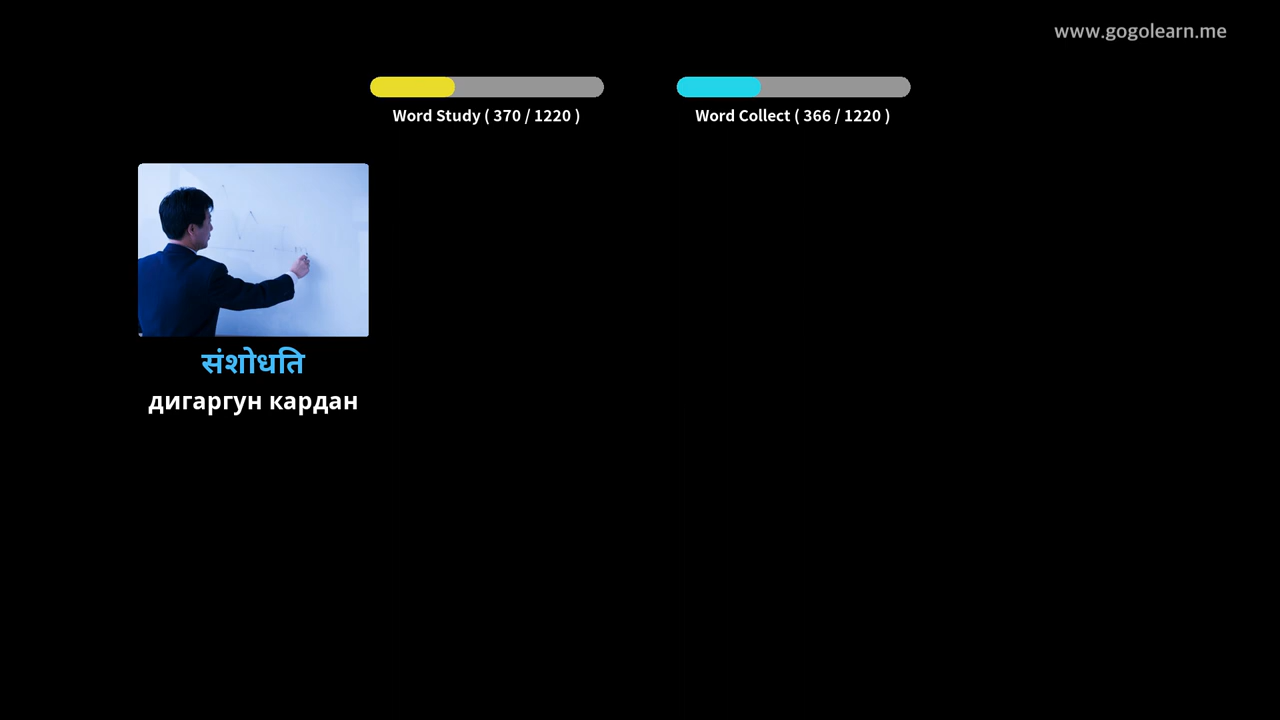 www.gogolearn.me
Word Study ( 370 / 1220 )
Word Collect ( 366 / 1220 )
संशोधति
дигаргун кардан